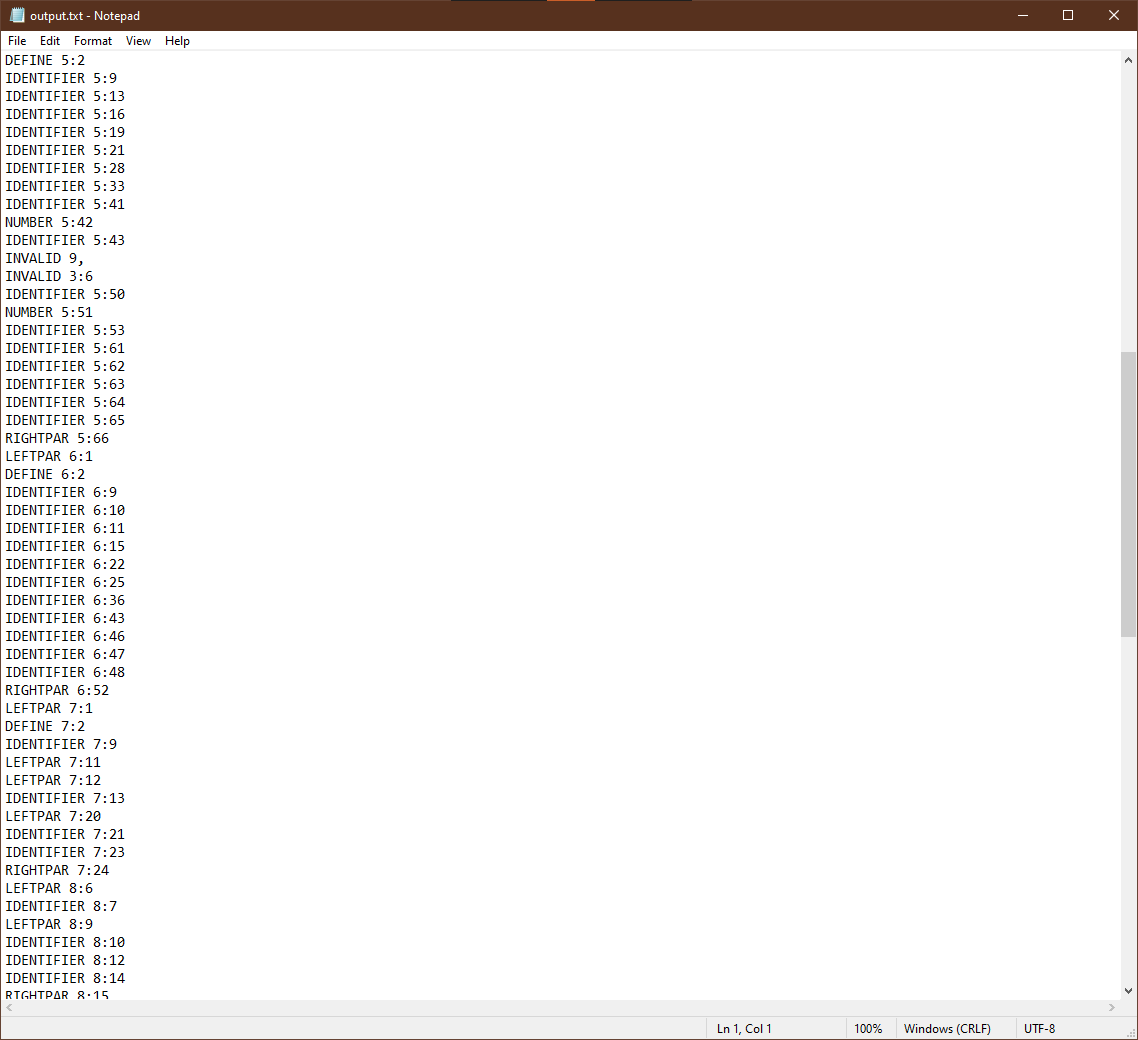 output.txt - Notepad
File Edit Format View Help
DEFINE 5:2
IDENTIFIER 5:9
IDENTIFIER 5:13
IDENTIFIER 5:16
IDENTIFIER 5:19
IDENTIFIER 5:21
IDENTIFIER 5:28
IDENTIFIER 5:33
IDENTIFIER 5:41
NUMBER 5:42
IDENTIFIER 5:43
INVALID 9,
INVALID 3:6
IDENTIFIER 5:50
NUMBER 5:51
IDENTIFIER 5:53
IDENTIFIER 5:61
IDENTIFIER 5:62
IDENTIFIER 5:63
IDENTIFIER 5:64
IDENTIFIER 5:65
RIGHTPAR 5:66
LEFTPAR 6:1
DEFINE 6:2
IDENTIFIER 6:9
IDENTIFIER 6:10
IDENTIFIER 6:11
IDENTIFIER 6:15
IDENTIFIER 6:22
IDENTIFIER 6:25
IDENTIFIER 6:36
IDENTIFIER 6:43
IDENTIFIER 6:46
IDENTIFIER 6:47
IDENTIFIER 6:48
RIGHTPAR 6:52
LEFTPAR 7:1
DEFINE 7:2
IDENTIFIER 7:9
LEFTPAR 7:11
LEFTPAR 7:12
IDENTIFIER 7:13
LEFTPAR 7:20
IDENTIFIER 7:21
IDENTIFIER 7:23
RIGHTPAR 7:24
LEFTPAR 8:6
IDENTIFIER 8:7
LEFTPAR 8:9
IDENTIFIER 8:10
IDENTIFIER 8:12
IDENTIFIER 8:14
RIGHTPAR 8:15
Ln 1, Col 1 100% Windows (CRLF) UTF-8